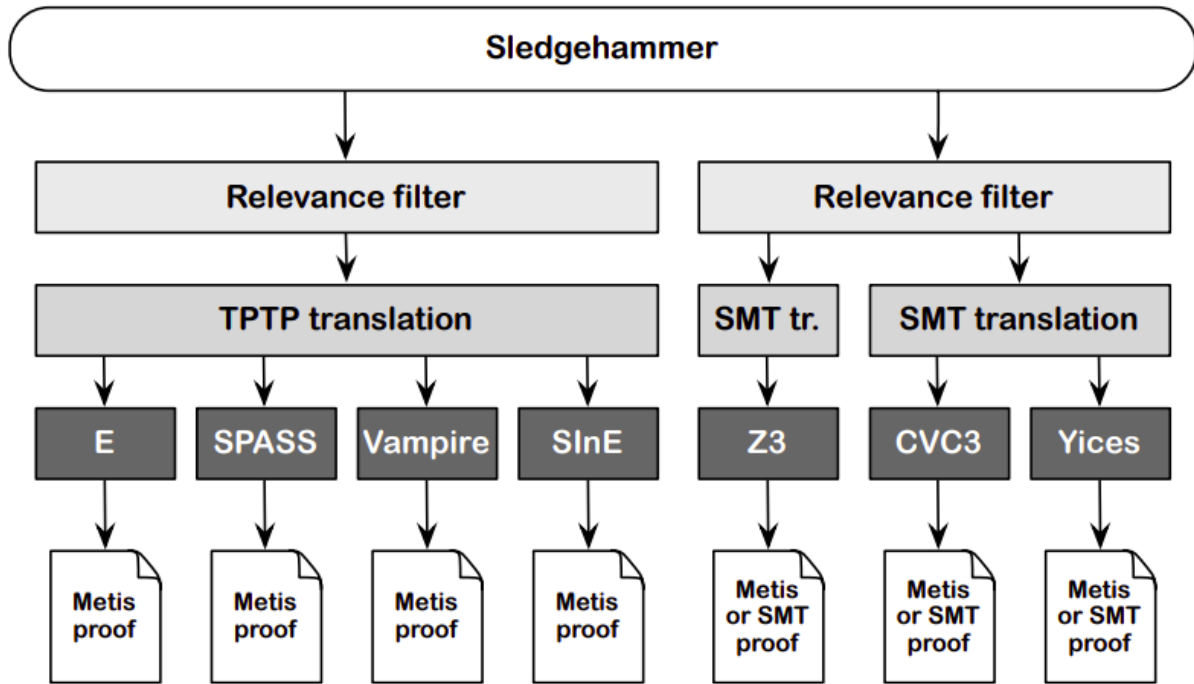 Sledgehammer
Relevance filter
Relevance filter
TPTP translation
SMT tr.
SMT translation
E
SPASS
Vampire
SInE
Z3
CVC3
Yices
Metis
proof
Metis
proof
Metis
proof
Metis
proof
Metis
or SMT
proof
Metis
or SMT
proof
Metis
or SMT
proof